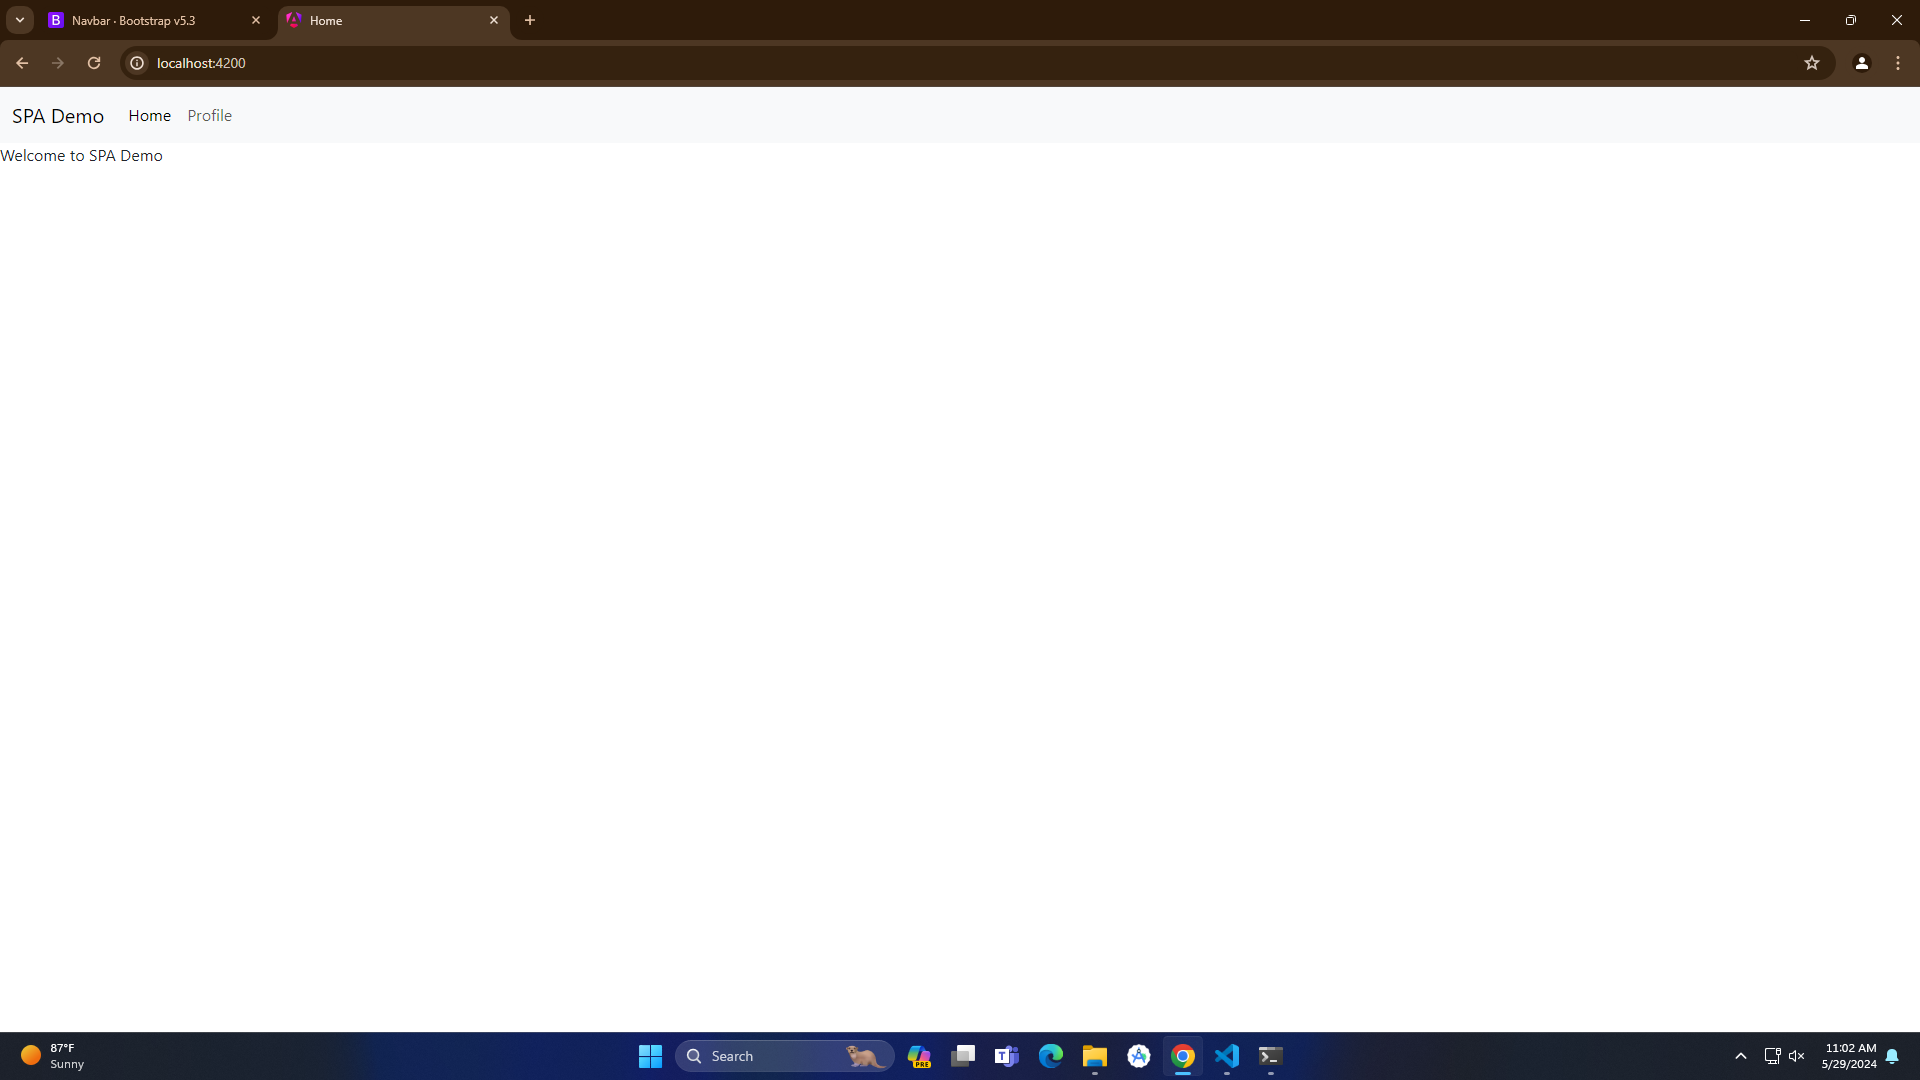 Navbar · Bootstrap v5.3
Home
localhost:4200
SPA Demo
Home
Profile
Welcome to SPA Demo
87°F
Sunny
Search
PRE
11:02 AM
5/29/2024